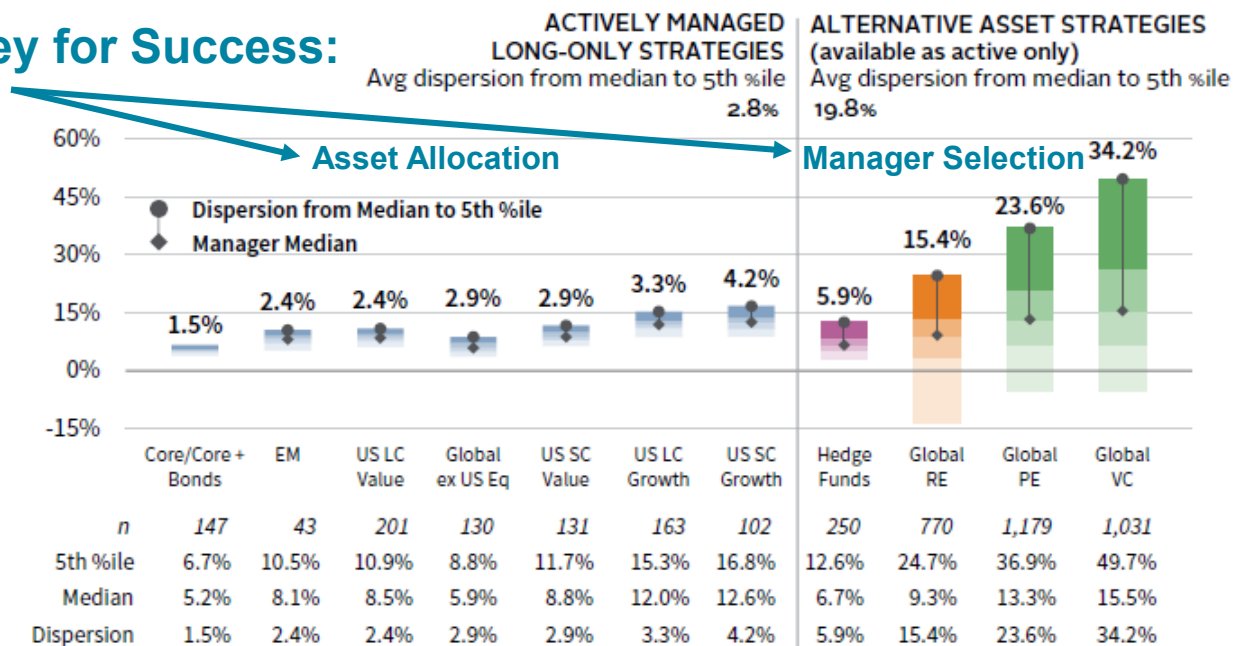 ey for Success:
ACTIVELY MANAGED
LONG-ONLY STRATEGIES
Avg dispersion from median to 5th %ile
2.8%
ALTERNATIVE ASSET STRATEGIES
(available as active only)
Avg dispersion from median to 5th %ile
19.8%
Asset Allocation
Manager Selection
60%
45%
30%
15%
0%
-15%
Dispersion from Median to 5th %ile
Manager Median
1.5% 2.4% 2.4% 2.9% 2.9% 3.3% 4.2% 5.9% 15.4% 23.6% 34.2%
Core/Core + EM US LC Global US SC US LC US SC Hedge Global Global Global
Bonds Value ex US Eq Value Growth Growth Funds RE PE VC
n 147 43 201 130 131 163 102 250 770 1,179 1,031
5th %ile 6.7% 10.5% 10.9% 8.8% 11.7% 15.3% 16.8% 12.6% 24.7% 36.9% 49.7%
Median 5.2% 8.1% 8.5% 5.9% 8.8% 12.0% 12.6% 6.7% 9.3% 13.3% 15.5%
Dispersion 1.5% 2.4% 2.4% 2.9% 2.9% 3.3% 4.2% 5.9% 15.4% 23.6% 34.2%